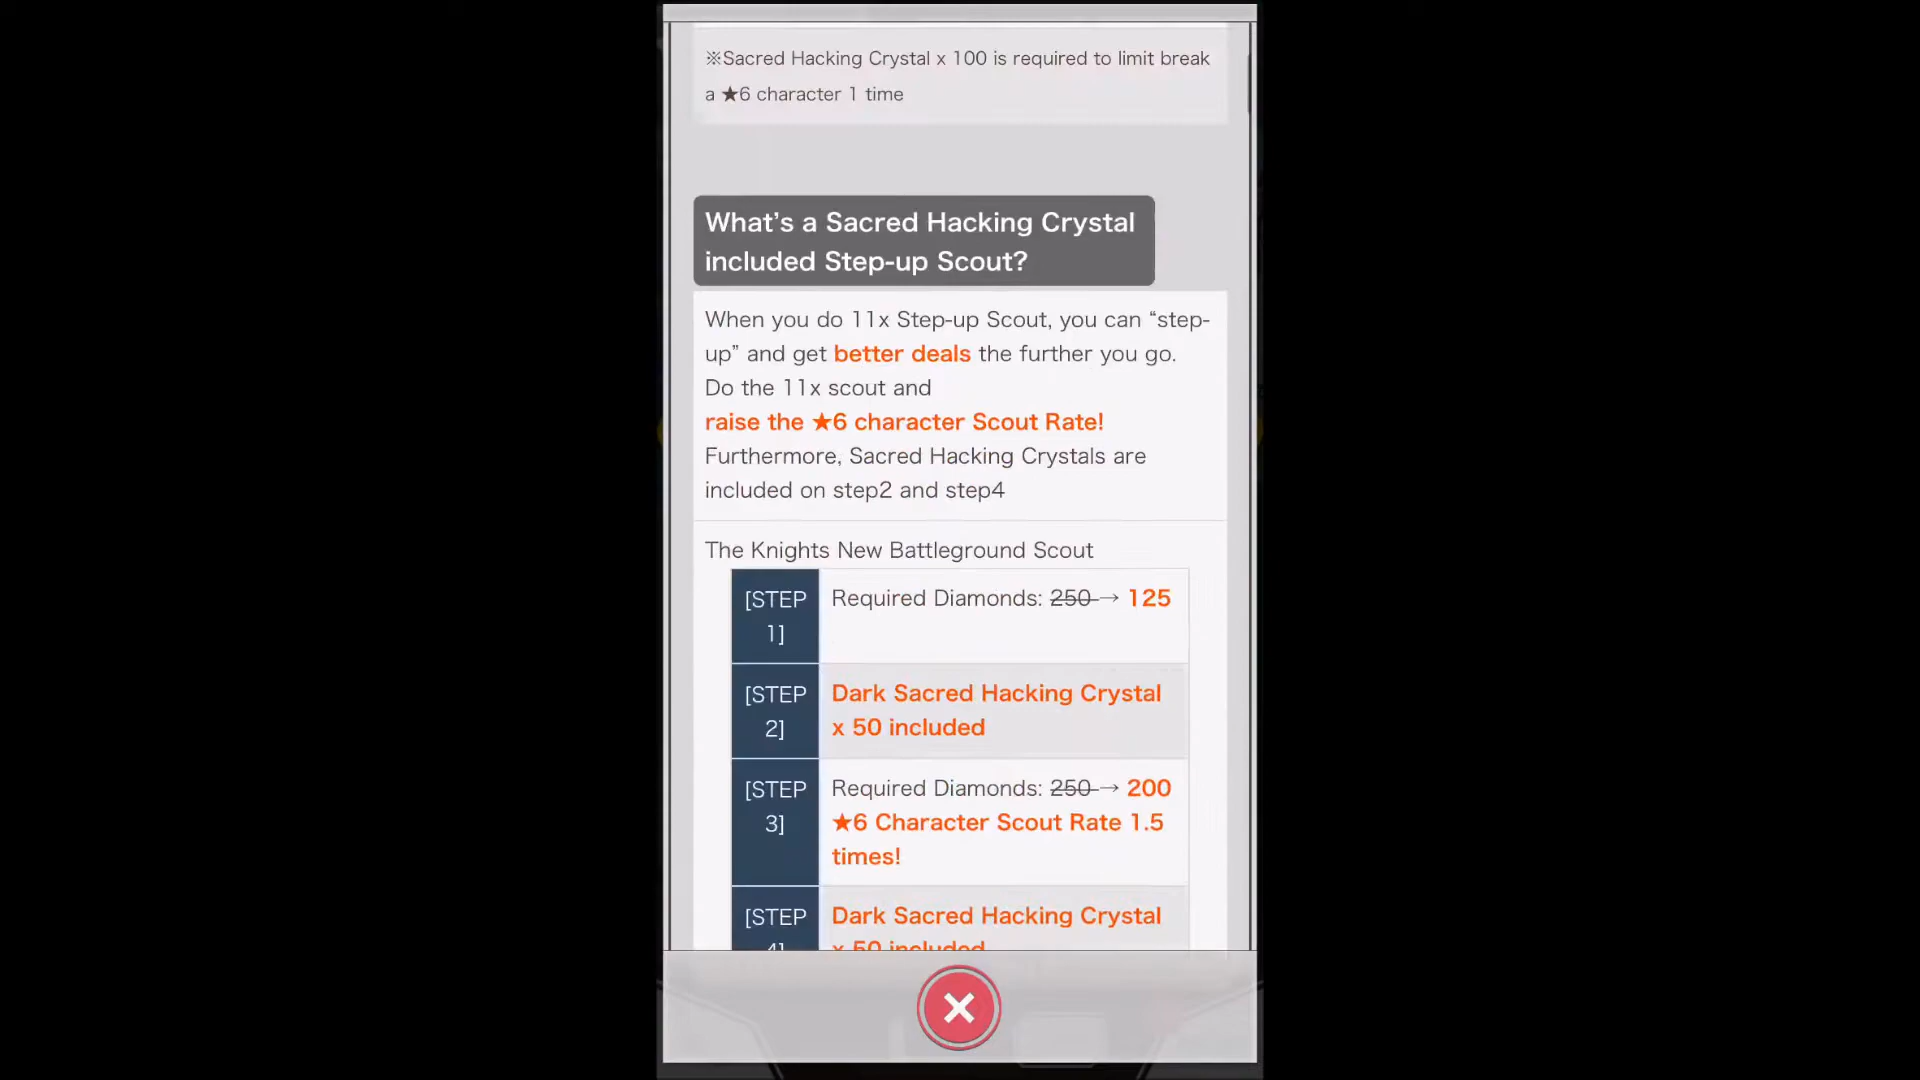 ※Sacred Hacking Crystal x 100 is required to limit break
a ★6 character 1 time
What's a Sacred Hacking Crystal
included Step-up Scout?
When you do 11x Step-up Scout, you can “step-
up” and get better deals the further you go.
Do the 11x scout and
raise the ★6 character Scout Rate!
Furthermore, Sacred Hacking Crystals are
included on step2 and step4
The Knights New Battleground Scout
[STEP
1]
Required Diamonds: 250 → 125
[STEP
2]
Dark Sacred Hacking Crystal
x 50 included
[STEP
3]
Required Diamonds: 250 → 200
★6 Character Scout Rate 1.5
times!
[STEP
4]
Dark Sacred Hacking Crystal
x 50 included